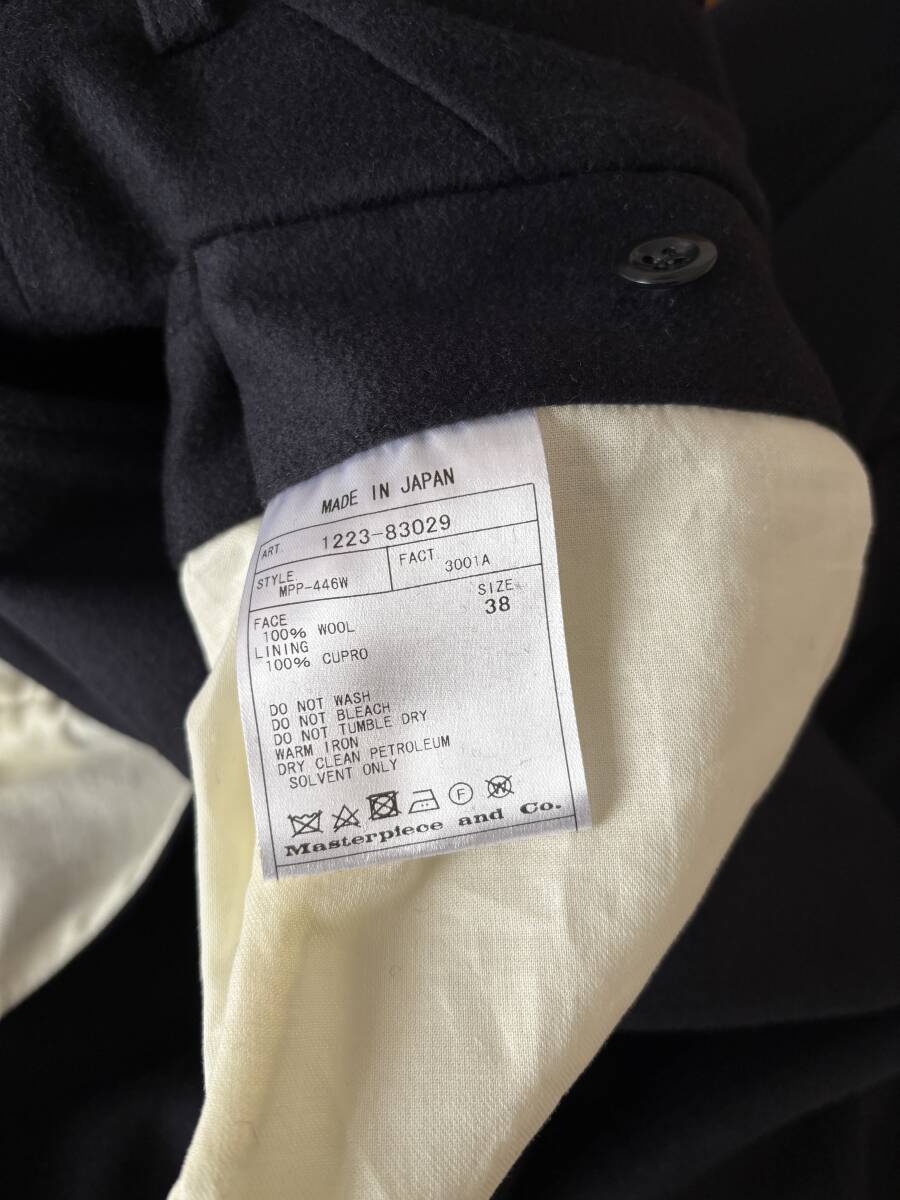 MADE IN JAPAN
ART. 1223-83029
STYLE MPP-446W
FACT. 3001A
SIZE
38
FACE
100% WOOL
LINING
100% CUPRO
DO NOT WASH
DO NOT BLEACH
DO NOT TUMBLE DRY
WARM IRON
DRY CLEAN PETROLEUM
SOLVENT ONLY
F W
Masterpiece and Co.